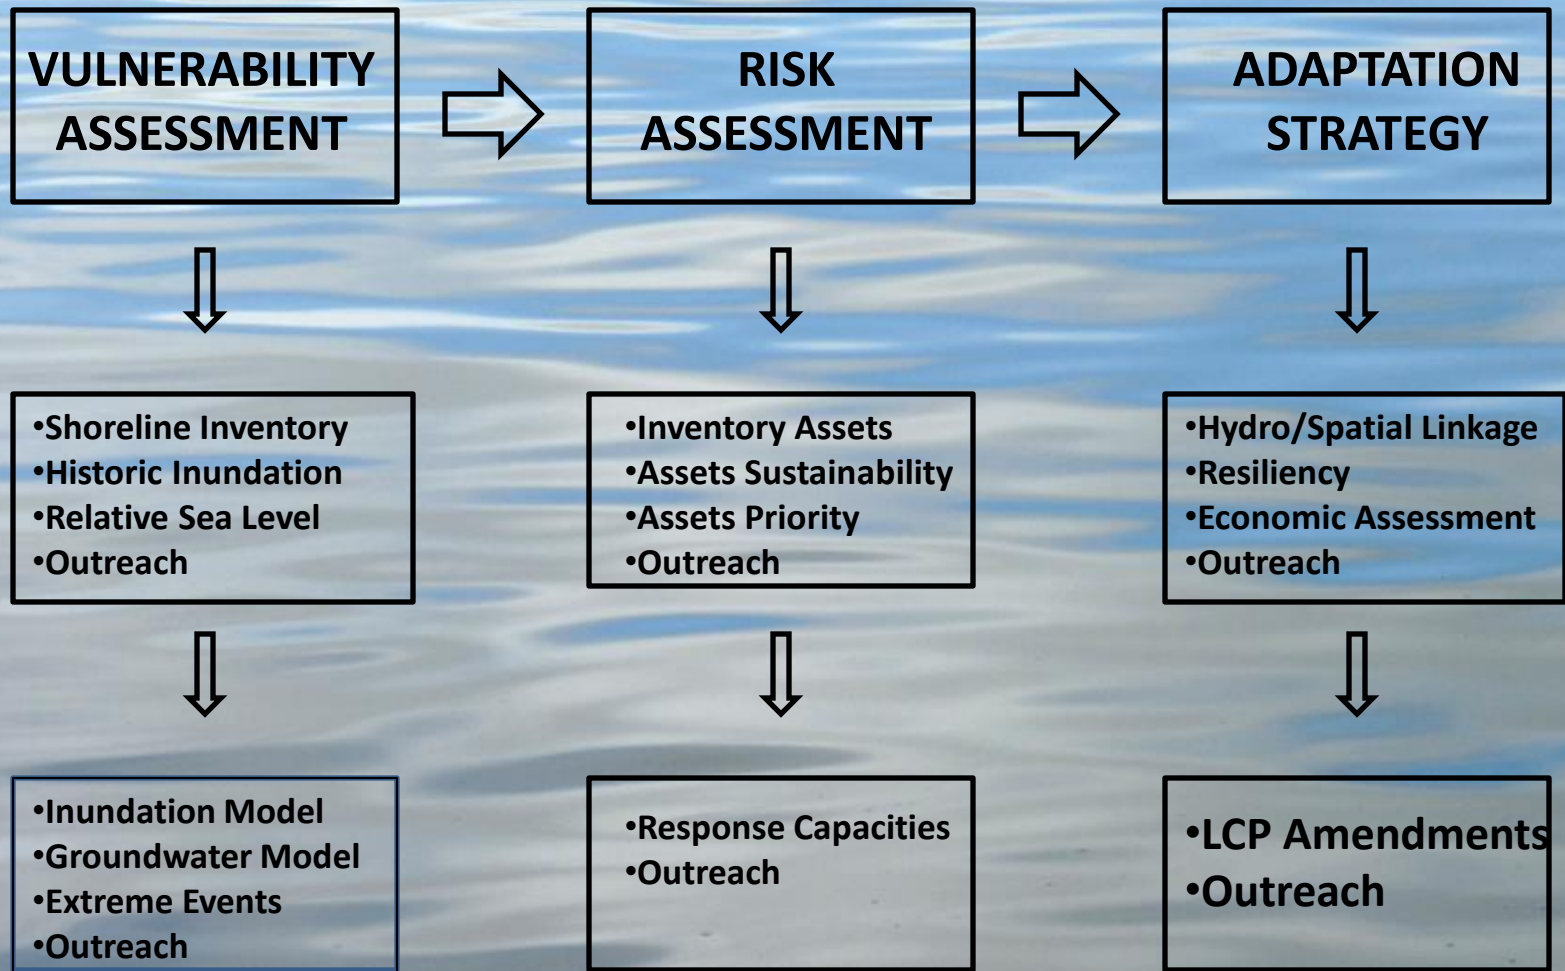 VULNERABILITY
ASSESSMENT
RISK
ASSESSMENT
ADAPTATION
STRATEGY
•Shoreline Inventory
•Historic Inundation
•Relative Sea Level
•Outreach
•Inventory Assets
•Assets Sustainability
•Assets Priority
•Outreach
•Hydro/Spatial Linkage
•Resiliency
•Economic Assessment
•Outreach
•Inundation Model
•Groundwater Model
•Extreme Events
•Outreach
•Response Capacities
•Outreach
•LCP Amendments
•Outreach